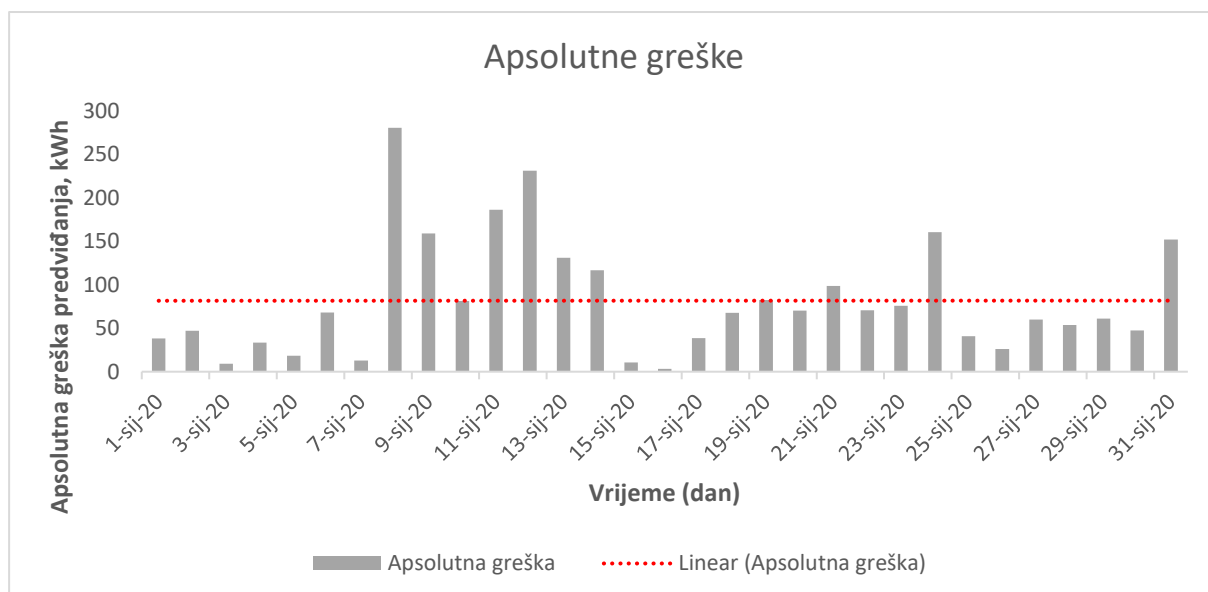 Apsolutne greške
Apsolutna greška predviđanja, kWh
300
250
200
150
100
50
0
1-sij-20
3-sij-20
5-sij-20
7-sij-20
9-sij-20
11-sij-20
13-sij-20
15-sij-20
17-sij-20
19-sij-20
21-sij-20
23-sij-20
25-sij-20
27-sij-20
29-sij-20
31-sij-20
Vrijeme (dan)
Apsolutna greška
Linear (Apsolutna greška)